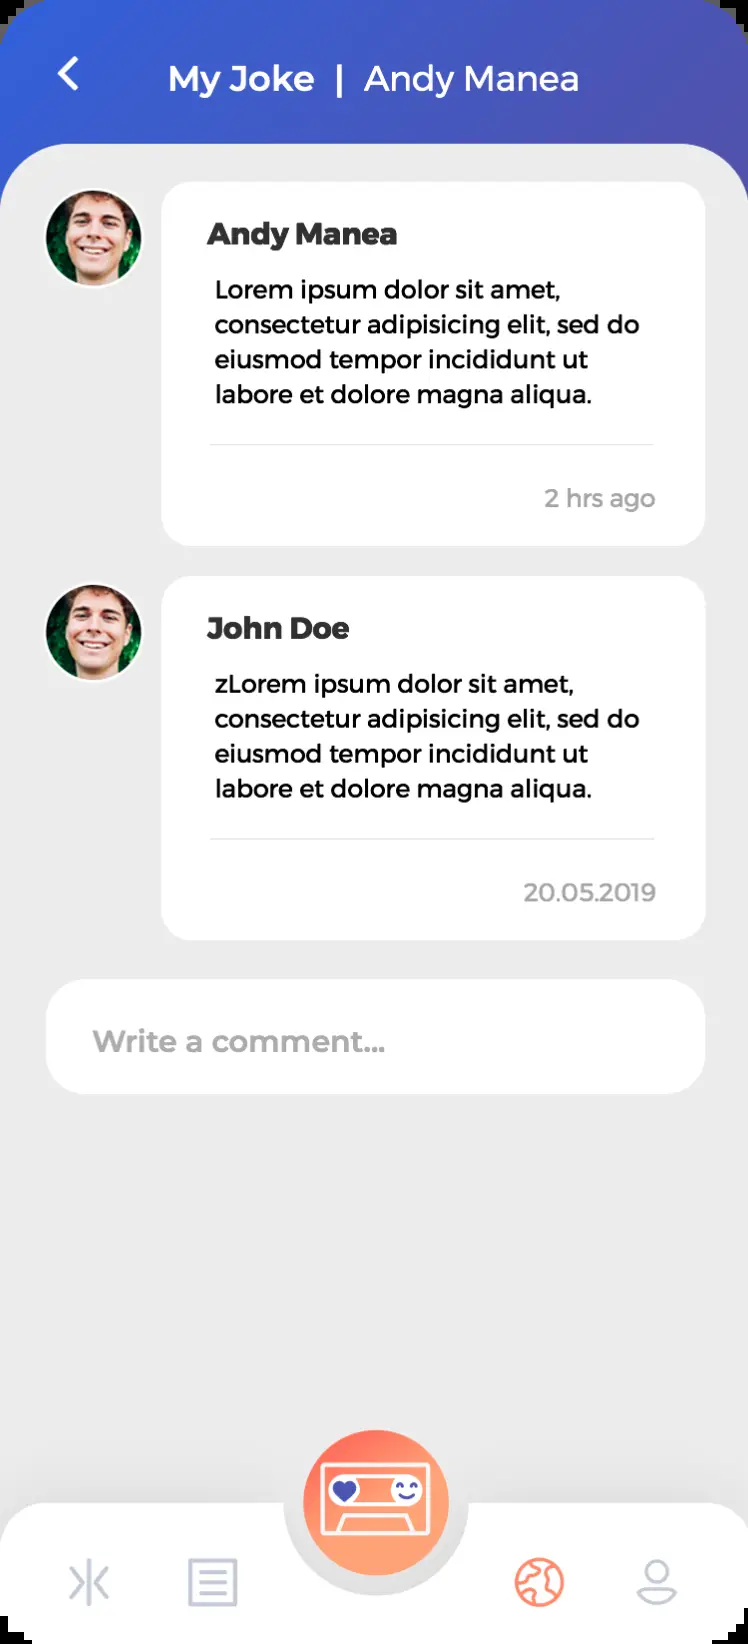 My Joke | Andy Manea
Andy Manea
Lorem ipsum dolor sit amet,
consectetur adipisicing elit, sed do
eiusmod tempor incididunt ut
labore et dolore magna aliqua.
2 hrs ago
John Doe
zLorem ipsum dolor sit amet,
consectetur adipisicing elit, sed do
eiusmod tempor incididunt ut
labore et dolore magna aliqua.
20.05.2019
Write a comment...